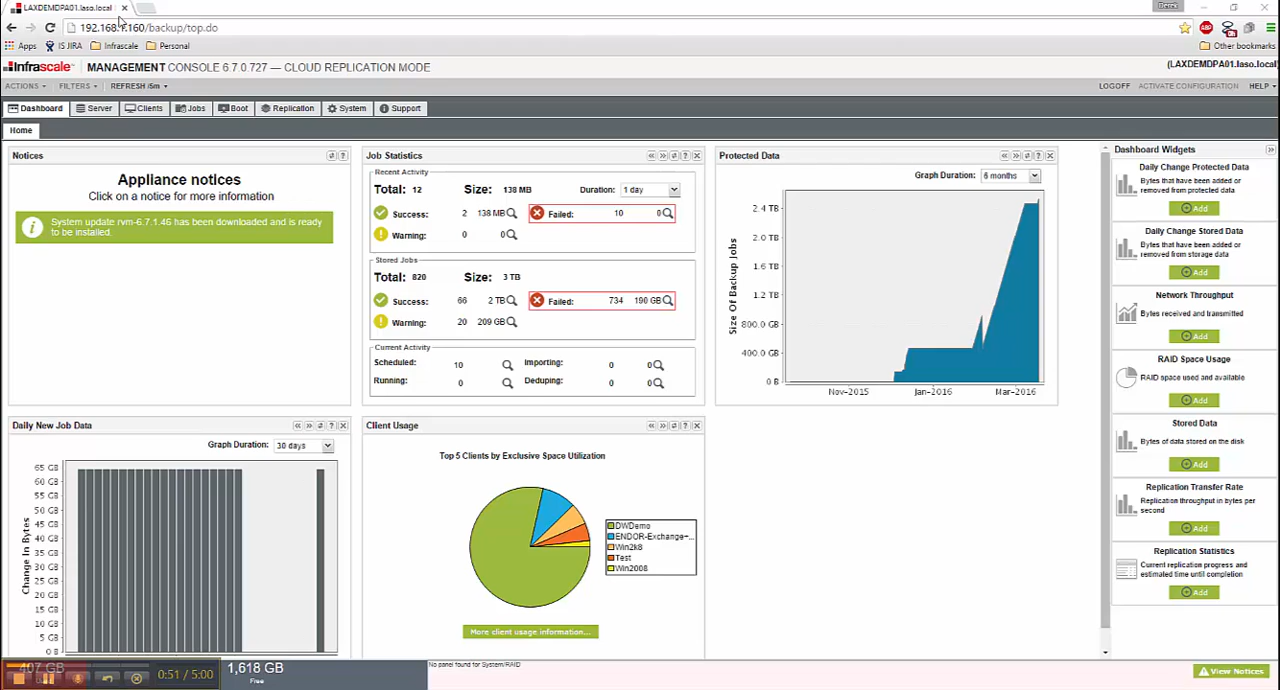 LAXDEMDPA01.laso.local
Derek
192.168.1.160/backup/top.do
Apps IS JIRA Infrascale Personal Other bookmarks
Infrascale MANAGEMENT CONSOLE 6.7.0.727 — CLOUD REPLICATION MODE (LAXDEMDPA01.laso.local)
ACTIONS FILTERS REFRESH /5m LOGOFF ACTIVATE CONFIGURATION HELP
Dashboard Server Clients Jobs Boot Replication System Support
Home
Notices
Appliance notices
Click on a notice for more information
System update rvm-6.7.1.46 has been downloaded and is ready
to be installed.
Job Statistics
Recent Activity
Total: 12 Size: 138 MB Duration: 1 day
Success: 2 138 MB Failed: 10 0
Warning: 0 0
Stored Jobs
Total: 820 Size: 3 TB
Success: 66 2 TB Failed: 734 190 GB
Warning: 20 209 GB
Current Activity
Scheduled: 10 Importing: 0 0
Running: 0 Deduping: 0 0
Protected Data
Graph Duration: 6 months
Size Of Backup Jobs
2.4 TB
2.0 TB
1.6 TB
1.2 TB
800.0 GB
400.0 GB
0 B
Nov-2015 Jan-2016 Mar-2016
Daily New Job Data
Graph Duration: 30 days
Change In Bytes
65 GB
60 GB
55 GB
50 GB
45 GB
40 GB
35 GB
30 GB
25 GB
20 GB
15 GB
10 GB
5 GB
0 B
Client Usage
Top 5 Clients by Exclusive Space Utilization
DWDemo
ENDOR-Exchange-...
Win2k8
Test
Win2008
More client usage information...
Dashboard Widgets
Daily Change Protected Data
Bytes that have been added or
removed from protected data
Add
Daily Change Stored Data
Bytes that have been added or
removed from storage data
Add
Network Throughput
Bytes received and transmitted
Add
RAID Space Usage
RAID space used and available
Add
Stored Data
Bytes of data stored on the disk
Add
Replication Transfer Rate
Replication throughput in bytes per
second
Add
Replication Statistics
Current replication progress and
estimated time until completion
Add
407 GB
0:51 / 5:00
1,618 GB
Free
No panel found for System/RAID
View Notices